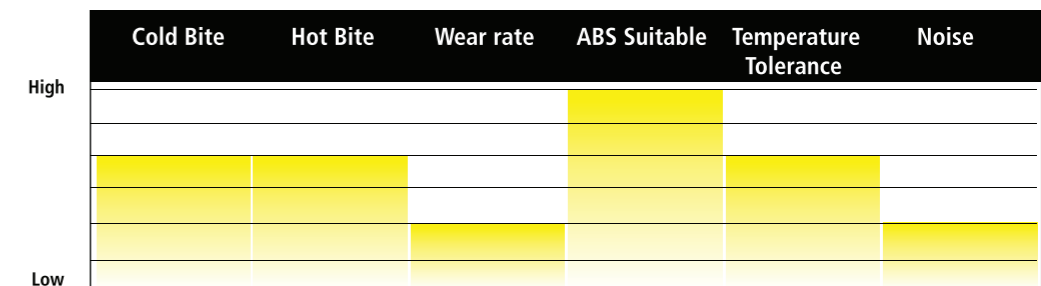 Cold Bite Hot Bite Wear rate ABS Suitable Temperature Tolerance Noise
High
Low